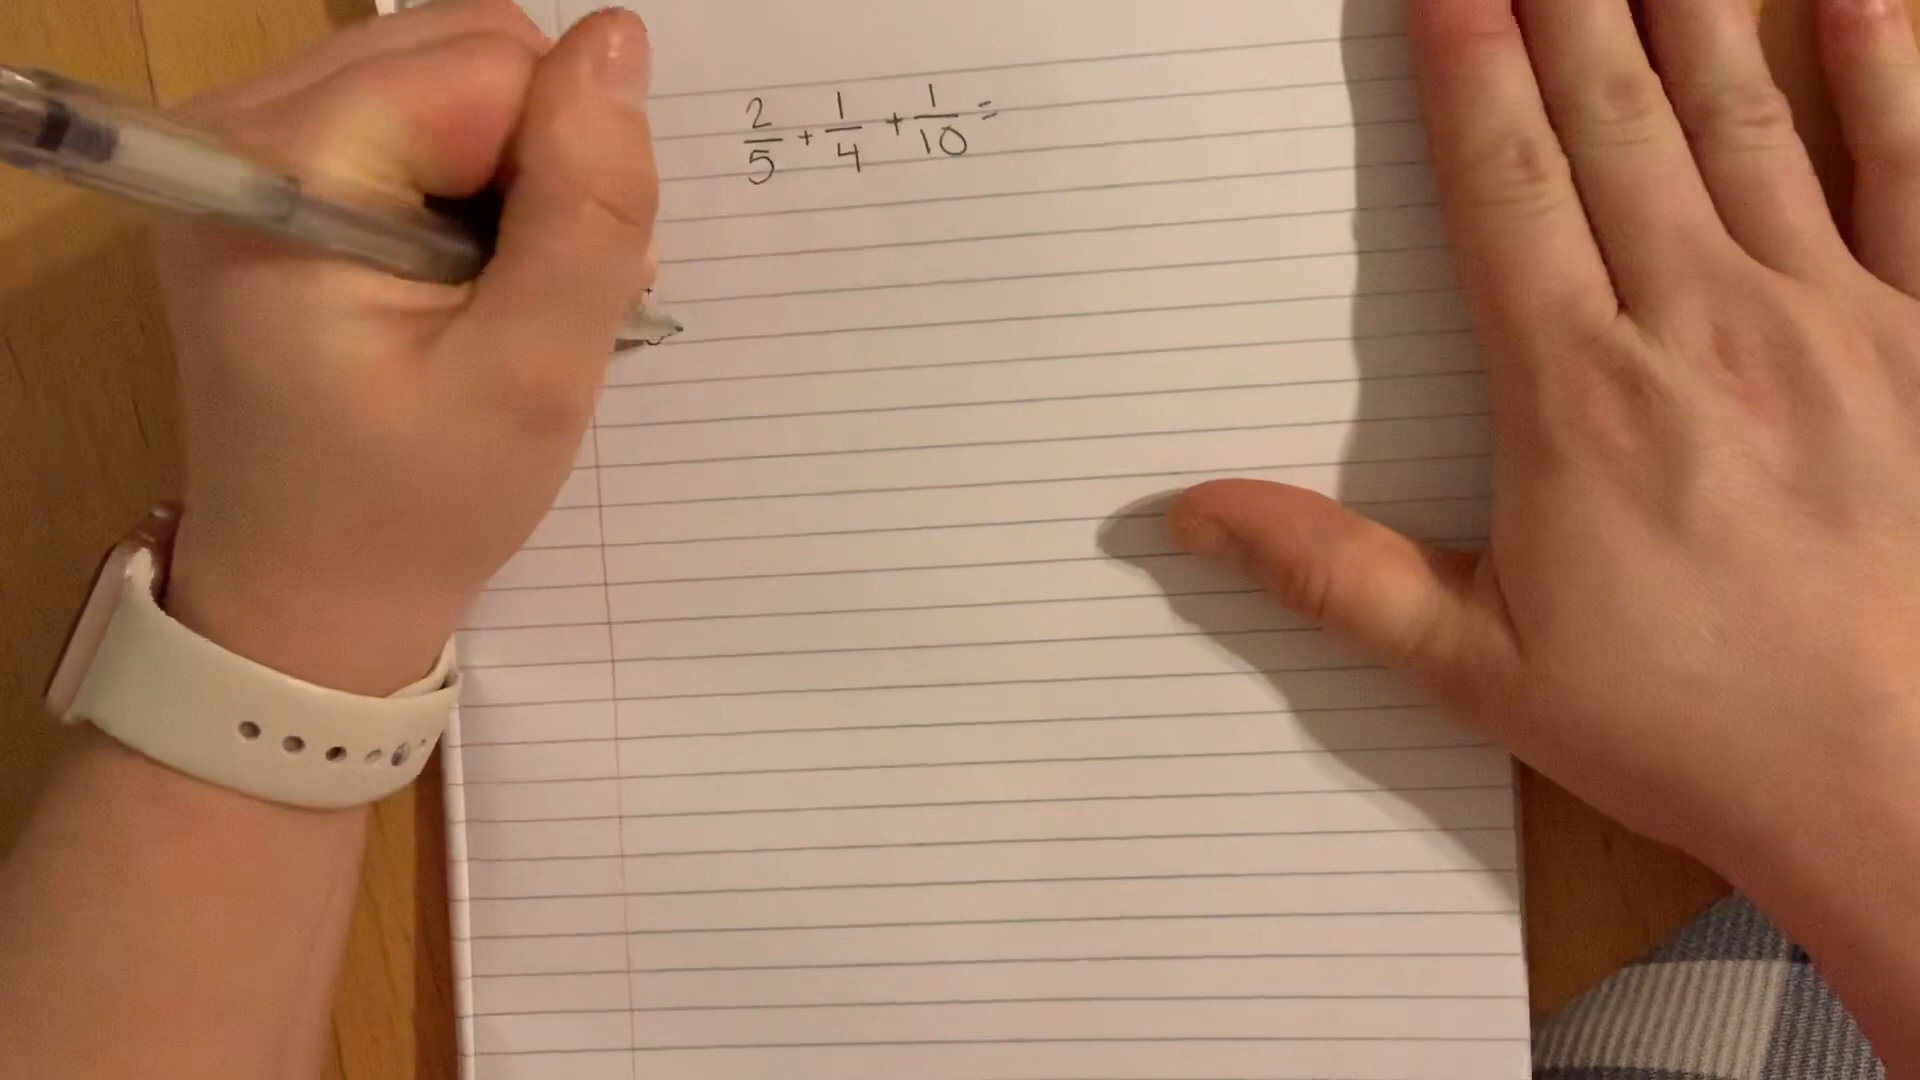 2/5 + 1/4 + 1/10 =